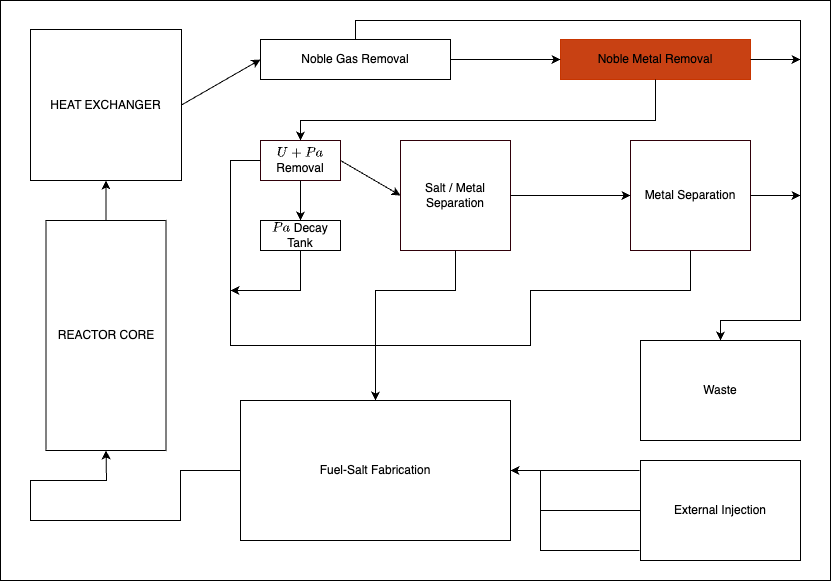 Noble Gas Removal
Noble Metal Removal
HEAT EXCHANGER
U + Pa
Removal
Salt / Metal
Separation
Metal Separation
Pa Decay
Tank
REACTOR CORE
Waste
Fuel-Salt Fabrication
External Injection